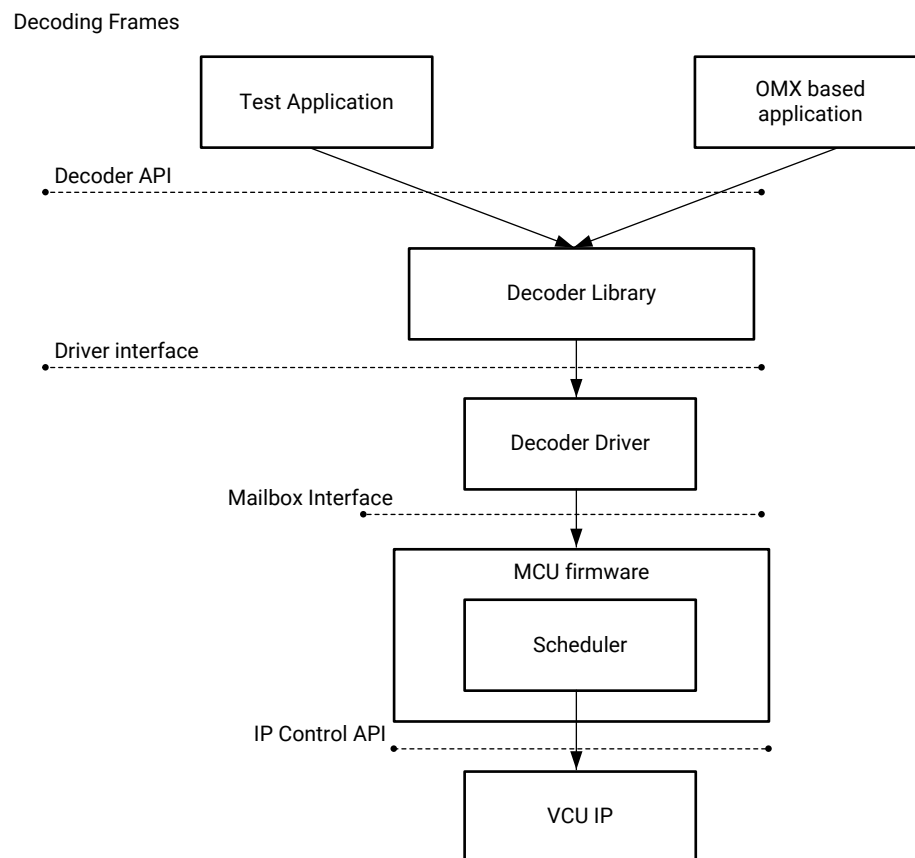 Decoding Frames
Test Application
OMX based
application
Decoder API
Decoder Library
Driver interface
Decoder Driver
Mailbox Interface
MCU firmware
Scheduler
IP Control API
VCU IP